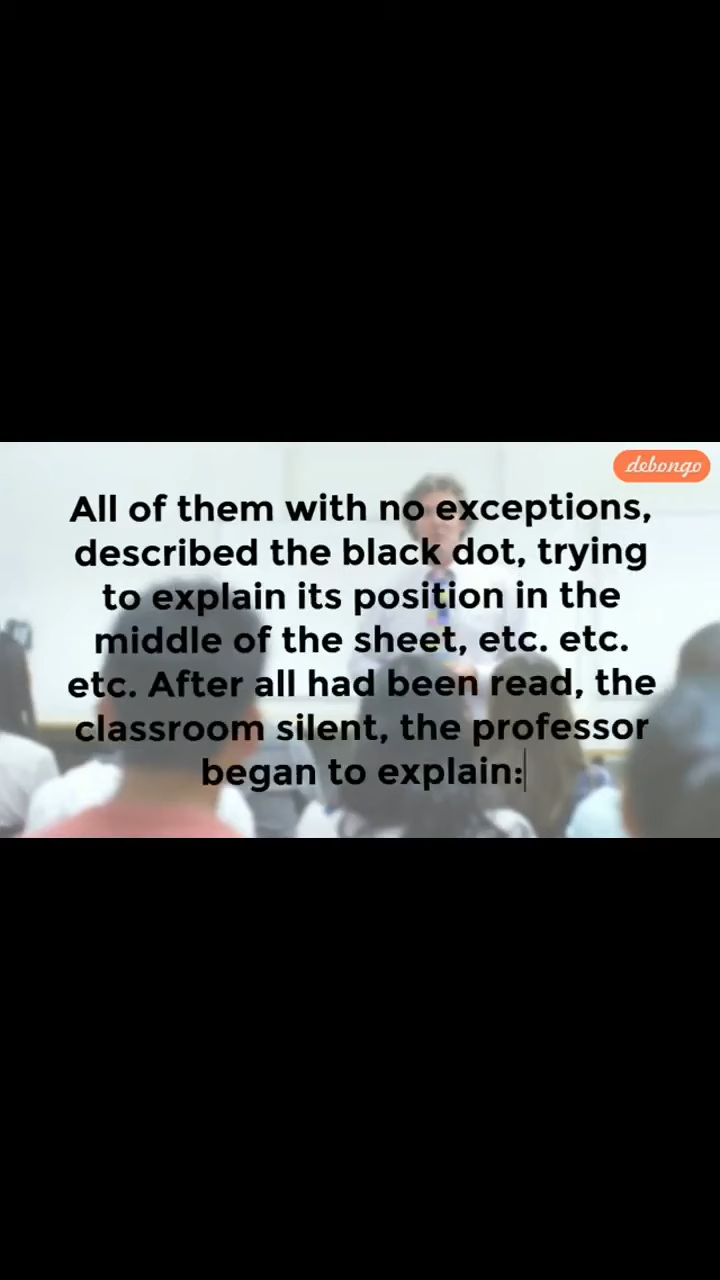 debongo
All of them with no exceptions,
described the black dot, trying
to explain its position in the
middle of the sheet, etc. etc.
etc. After all had been read, the
classroom silent, the professor
began to explain: